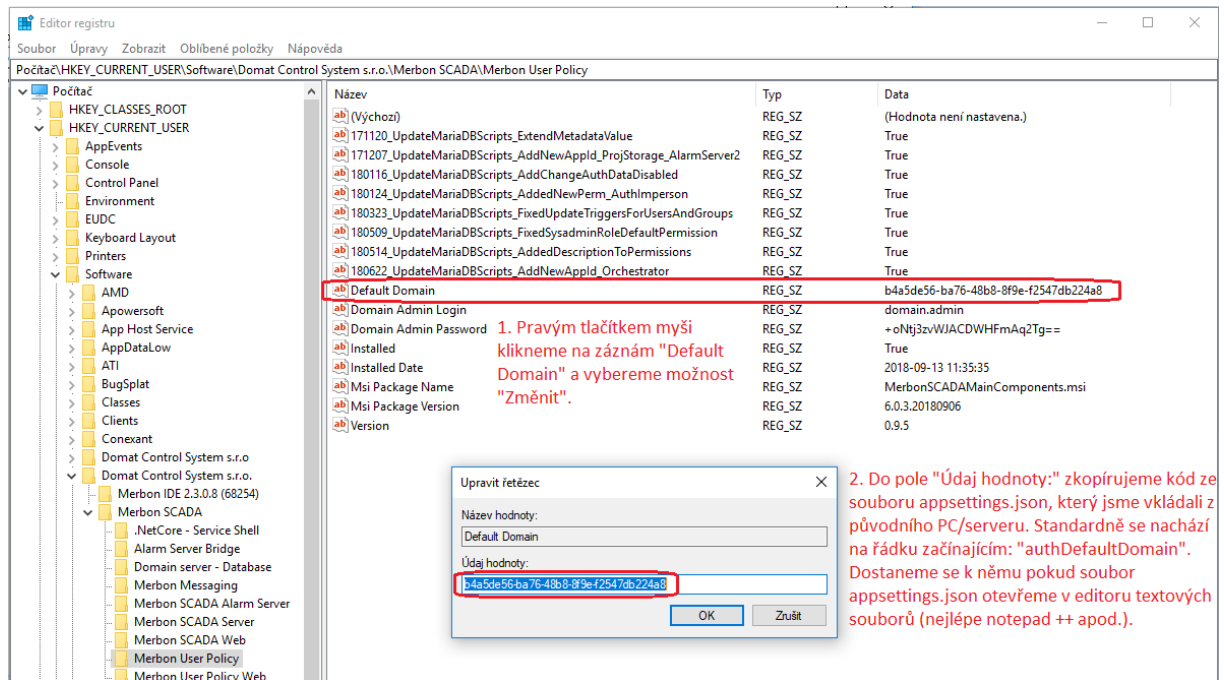 Editor registru
Soubor Úpravy Zobrazit Oblíbené položky Nápověda
Počítač\HKEY_CURRENT_USER\Software\Domat Control System s.r.o.\Merbon SCADA\Merbon User Policy
Počítač
HKEY_CLASSES_ROOT
HKEY_CURRENT_USER
AppEvents
Console
Control Panel
Environment
EUDC
Keyboard Layout
Printers
Software
AMD
Apowersoft
App Host Service
AppDataLow
ATI
BugSplat
Classes
Clients
Conexant
Domat Control System s.r.o
Domat Control System s.r.o.
Merbon IDE 2.3.0.8 (68254)
Merbon SCADA
.NetCore - Service Shell
Alarm Server Bridge
Domain server - Database
Merbon Messaging
Merbon SCADA Alarm Server
Merbon SCADA Server
Merbon SCADA Web
Merbon User Policy
Merbon User Policy Web
Název Typ Data
(Výchozí) REG_SZ (Hodnota není nastavena.)
171120_UpdateMariaDBScripts_ExtendMetadataValue REG_SZ True
171207_UpdateMariaDBScripts_AddNewAppId_ProjStorage_AlarmServer2 REG_SZ True
180116_UpdateMariaDBScripts_AddChangeAuthDataDisabled REG_SZ True
180124_UpdateMariaDBScripts_AddedNewPerm_AuthImperson REG_SZ True
180323_UpdateMariaDBScripts_FixedUpdateTriggersForUsersAndGroups REG_SZ True
180509_UpdateMariaDBScripts_FixedSysadminRoleDefaultPermission REG_SZ True
180514_UpdateMariaDBScripts_AddedDescriptionToPermissions REG_SZ True
180622_UpdateMariaDBScripts_AddNewAppId_Orchestrator REG_SZ True
Default Domain REG_SZ b4a5de56-ba76-48b8-8f9e-f2547db224a8
Domain Admin Login REG_SZ domain.admin
Domain Admin Password REG_SZ +oNtj3zvWJACDWHFmAq2Tg==
Installed REG_SZ True
Installed Date REG_SZ 2018-09-13 11:35:35
Msi Package Name REG_SZ MerbonSCADAMainComponents.msi
Msi Package Version REG_SZ 6.0.3.20180906
Version REG_SZ 0.9.5
1. Pravým tlačítkem myši
klikneme na záznám "Default
Domain" a vybereme možnost
"Změnit".
Upravit řetězec
Název hodnoty:
Default Domain
Údaj hodnoty:
b4a5de56-ba76-48b8-8f9e-f2547db224a8
OK Zrušit
2. Do pole "Údaj hodnoty:" zkopírujeme kód ze
souboru appsettings.json, který jsme vkládali z
původního PC/serveru. Standardně se nachází
na řádku začínajícím: "authDefaultDomain".
Dostaneme se k němu pokud soubor
appsettings.json otevřeme v editoru textových
souborů (nejlépe notepad ++ apod.).